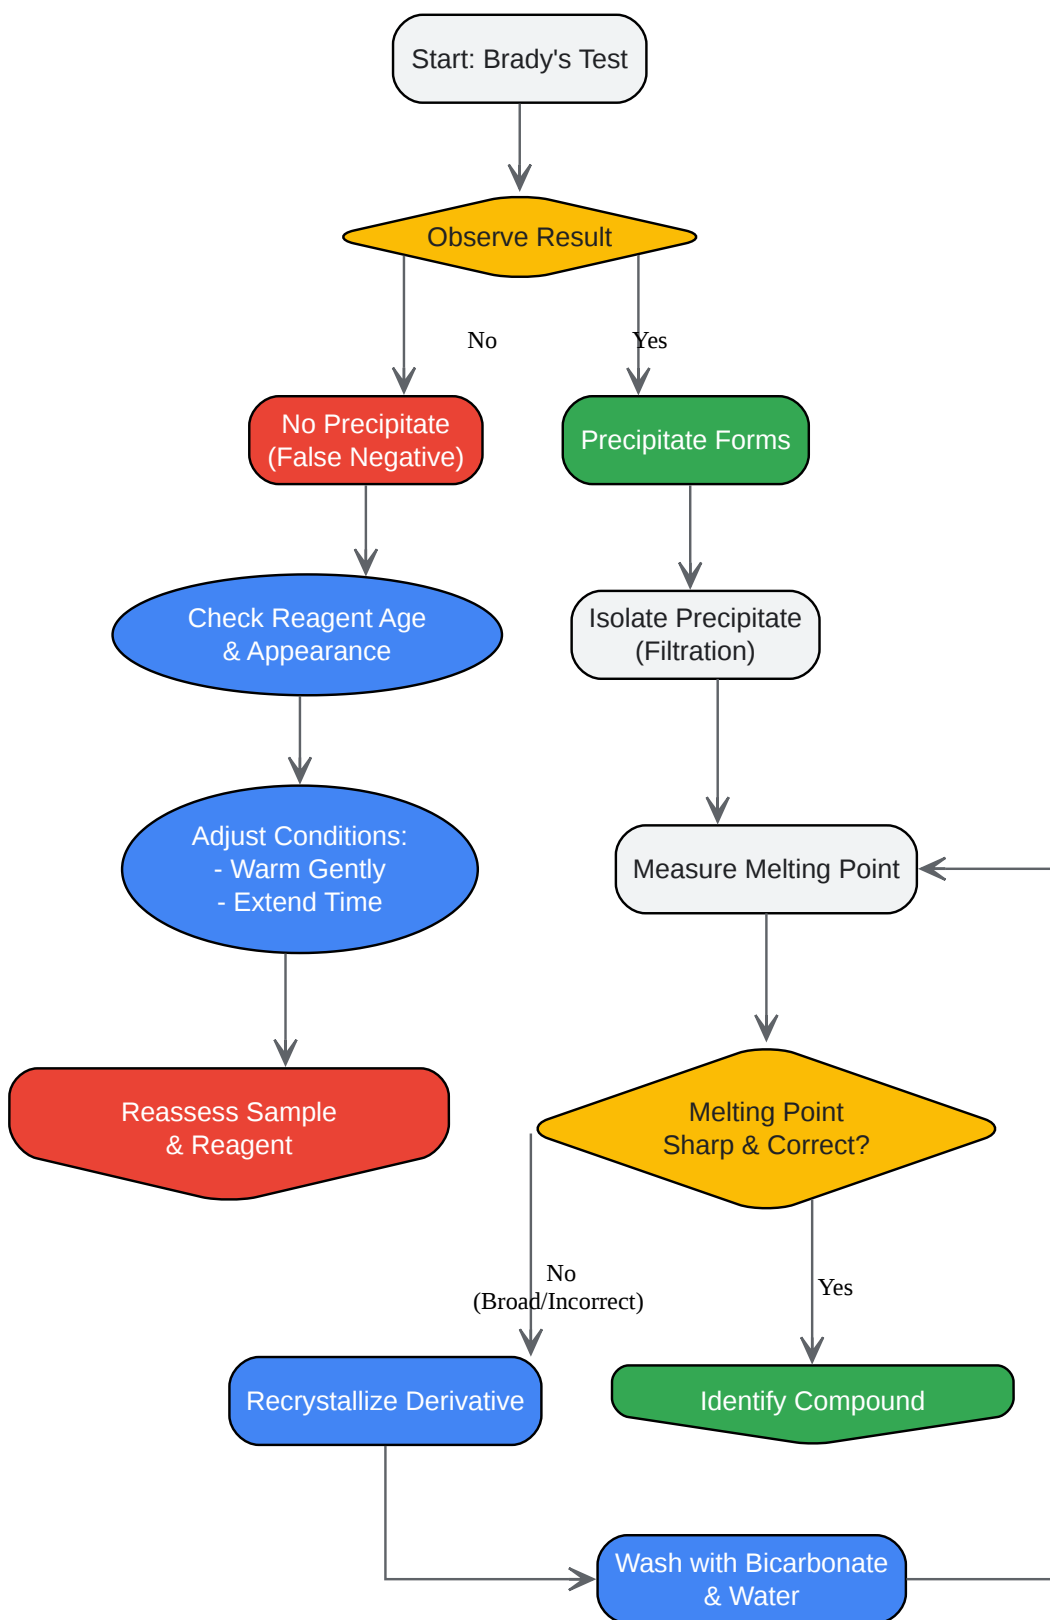 Start: Brady's Test
Observe Result
No
Yes
No Precipitate
(False Negative)
Precipitate Forms
Check Reagent Age
& Appearance
Isolate Precipitate
(Filtration)
Adjust Conditions:
- Warm Gently
- Extend Time
Measure Melting Point
Reassess Sample
& Reagent
Melting Point
Sharp & Correct?
No
(Broad/Incorrect)
Yes
Recrystallize Derivative
Identify Compound
Wash with Bicarbonate
& Water